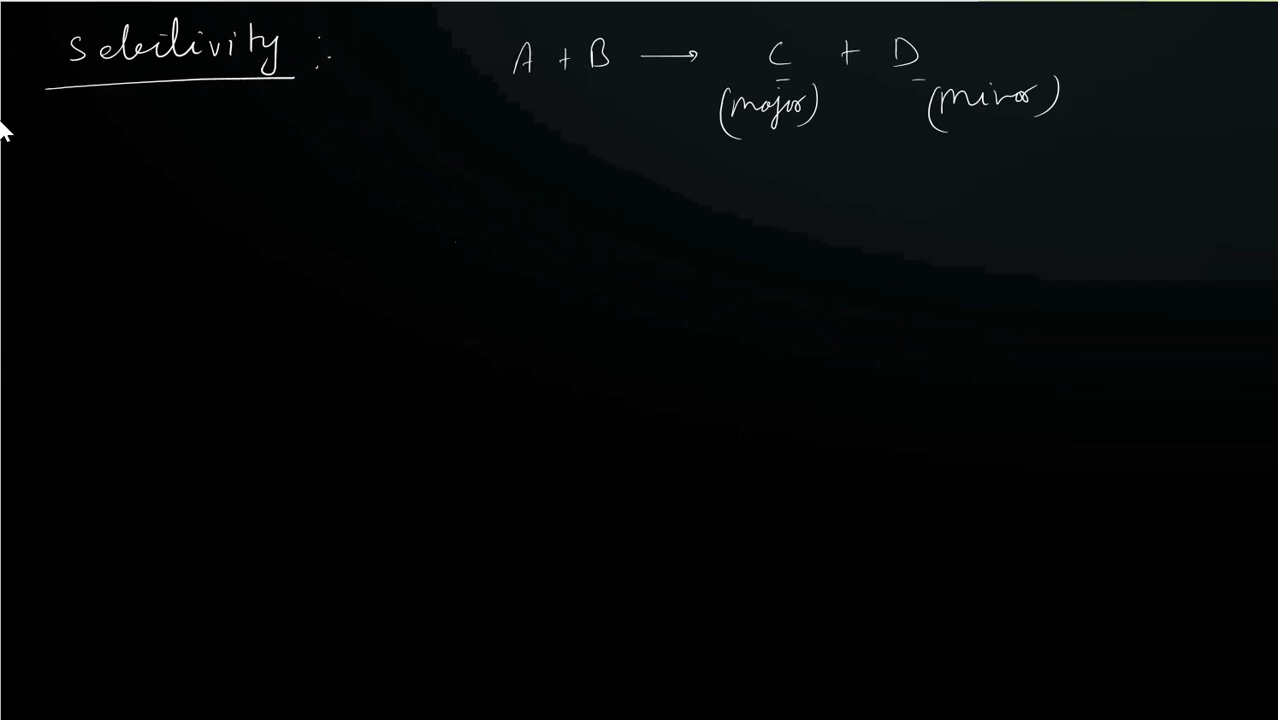 Selectivity :-
A + B ⟶ C + D
(major) (minor)